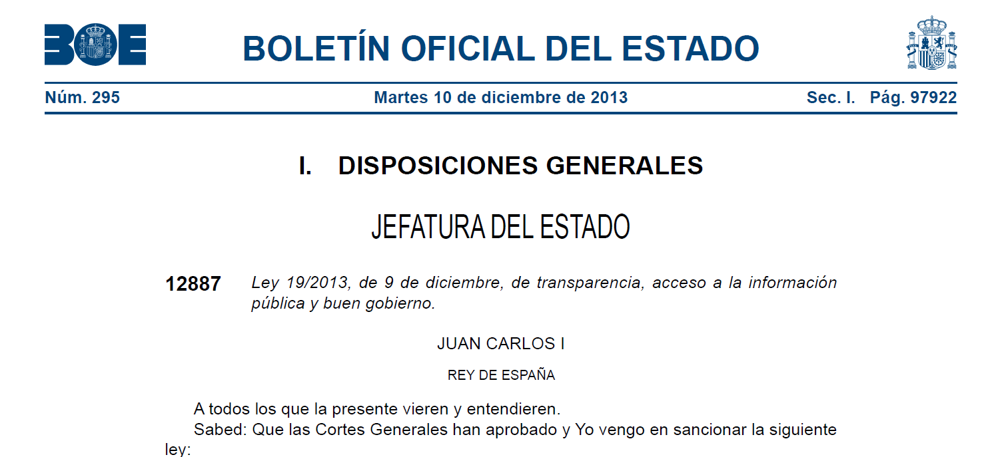 BOE
BOLETÍN OFICIAL DEL ESTADO
Núm. 295 Martes 10 de diciembre de 2013 Sec. I. Pág. 97922
I. DISPOSICIONES GENERALES
JEFATURA DEL ESTADO
12887 Ley 19/2013, de 9 de diciembre, de transparencia, acceso a la información
pública y buen gobierno.
JUAN CARLOS I
REY DE ESPAÑA
A todos los que la presente vieren y entendieren.
Sabed: Que las Cortes Generales han aprobado y Yo vengo en sancionar la siguiente
ley: